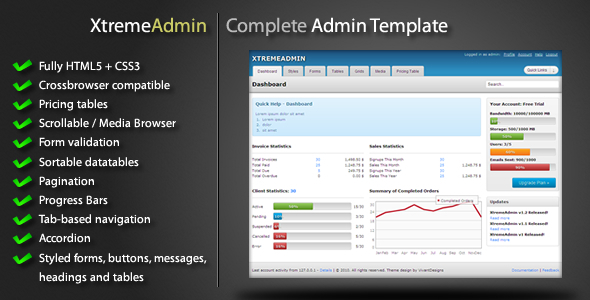 XtremeAdmin
Complete Admin Template
Fully HTML5 + CSS3
Crossbrowser compatible
Pricing tables
Scrollable / Media Browser
Form validation
Sortable datatables
Pagination
Progress Bars
Tab-based navigation
Accordion
Styled forms, buttons, messages,
headings and tables
XTREMEADMIN
Logged in as admin Profile Account Help Logout
Dashboard Styles Forms Tables Grids Media Pricing Table
Quick Links
Dashboard
Search..
Quick Help - Dashboard
Lorem ipsum dolor sit amet
1. Lorem ipsum
2. dolor
3. sit amet
Invoice Statistics
Total Invoices 30
Total Paid
Total Due
Total Overdue
Sales Statistics
Signups This Month
Sales This Month
Signups This Year
Sales This Year
Client Statistics: 30
Active
Pending
Suspended
Cancelled
Error
Summary of Completed Orders
Completed Orders
Your Account: Free Trial
Bandwidth: 10000/100000 MB
Storage: 500/1000 MB
50%
Users: 3/5
Emails Sent: 900/1000
90%
Upgrade Plan »
Updates
XtremeAdmin v1.2 Released!
Read more
XtremeAdmin v1.1 Released!
Read more
XtremeAdmin v1 Released!
Read more
Last account activity from 127.0.0.1 - Details | © 2010. All rights reserved. Theme design by VivantDesigns
Documentation | Feedback